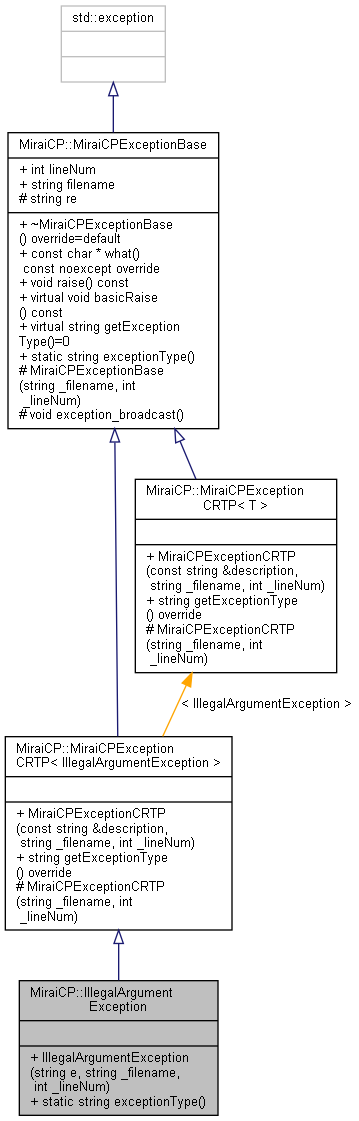 std::exception
MiraiCP::MiraiCPExceptionBase
+ int lineNum
+ string filename
# string re
+ ~MiraiCPExceptionBase
() override=default
+ const char * what()
const noexcept override
+ void raise() const
+ virtual void basicRaise
() const
+ virtual string getException
Type()=0
+ static string exceptionType()
# MiraiCPExceptionBase
(string _filename, int
_lineNum)
# void exception_broadcast()
MiraiCP::MiraiCPException
CRTP< T >
+ MiraiCPExceptionCRTP
(const string &description,
string _filename, int _lineNum)
+ string getExceptionType
() override
# MiraiCPExceptionCRTP
(string _filename, int
_lineNum)
< IllegalArgumentException >
MiraiCP::MiraiCPException
CRTP< IllegalArgumentException >
+ MiraiCPExceptionCRTP
(const string &description,
string _filename, int _lineNum)
+ string getExceptionType
() override
# MiraiCPExceptionCRTP
(string _filename, int
_lineNum)
MiraiCP::IllegalArgument
Exception
+ IllegalArgumentException
(string e, string _filename,
int _lineNum)
+ static string exceptionType()